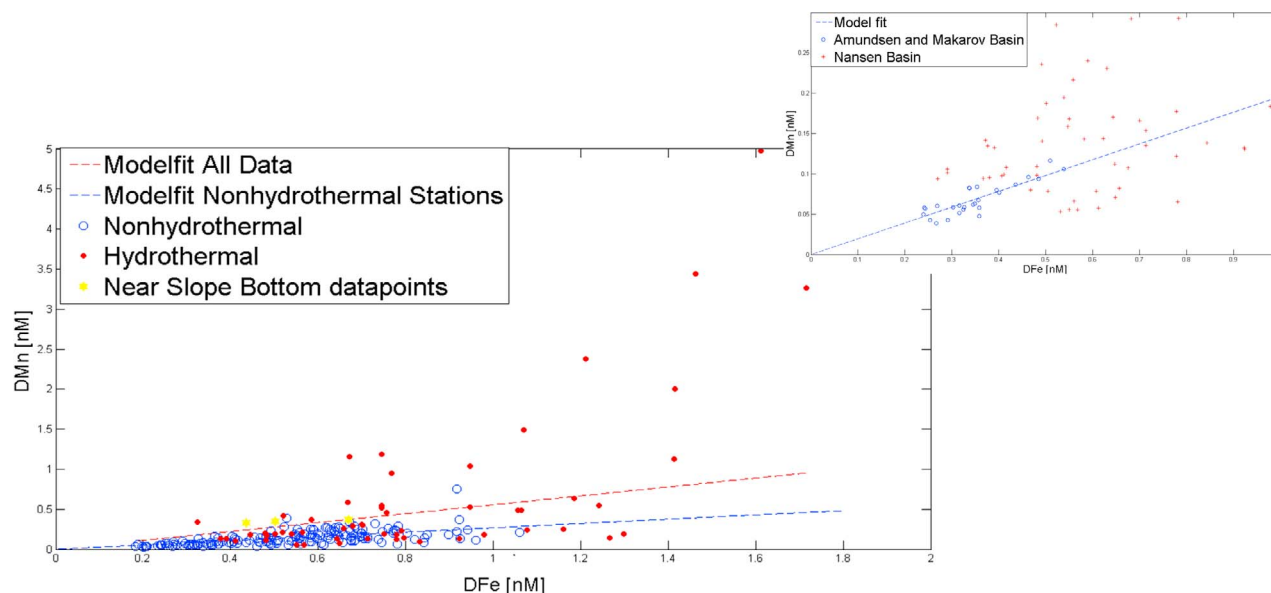 Model fit
Amundsen and Makarov Basin
Nansen Basin
0.25
0.2
0.15
0.1
0.05
0
DMn [nM]
0 0.1 0.2 0.3 0.4 0.5 0.6 0.7 0.8 0.9
DFe [nM]
Modelfit All Data
Modelfit Nonhydrothermal Stations
Nonhydrothermal
Hydrothermal
Near Slope Bottom datapoints
5
4.5
4
3.5
3
2.5
2
1.5
1
0.5
0
DMn [nM]
0 0.2 0.4 0.6 0.8 1 1.2 1.4 1.6 1.8 2
DFe [nM]